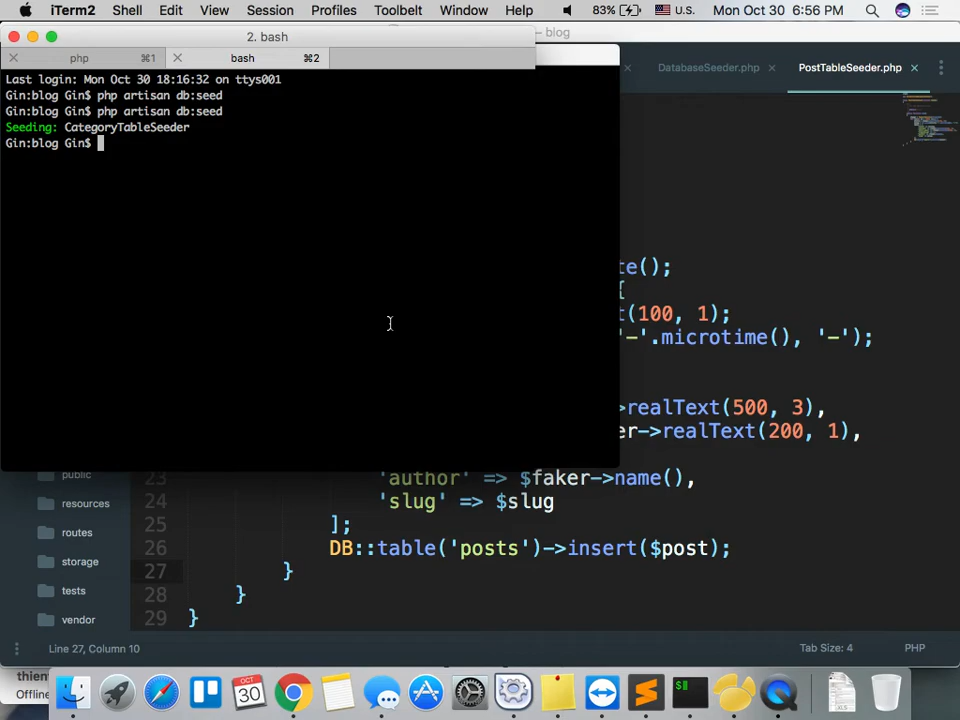 iTerm2 Shell Edit View Session Profiles Toolbelt Window Help 83% U.S. Mon Oct 30 6:56 PM
2. bash
blog
php ⌘1 bash ⌘2
DatabaseSeeder.php PostTableSeeder.php
Last login: Mon Oct 30 18:16:32 on ttys001
Gin:blog Gin$ php artisan db:seed
Gin:blog Gin$ php artisan db:seed
Seeding: CategoryTableSeeder
Gin:blog Gin$
te();
{
t(100, 1);
'-'.microtime(), '-');
>realText(500, 3),
er->realText(200, 1),
public
23 'author' => $faker->name(),
resources
24 'slug' => $slug
25 ];
routes
26 DB::table('posts')->insert($post);
storage
27 }
tests
28 }
vendor
29 }
Line 27, Column 10 Tab Size: 4 PHP
thien
Offline
OCT
30
$
XLS